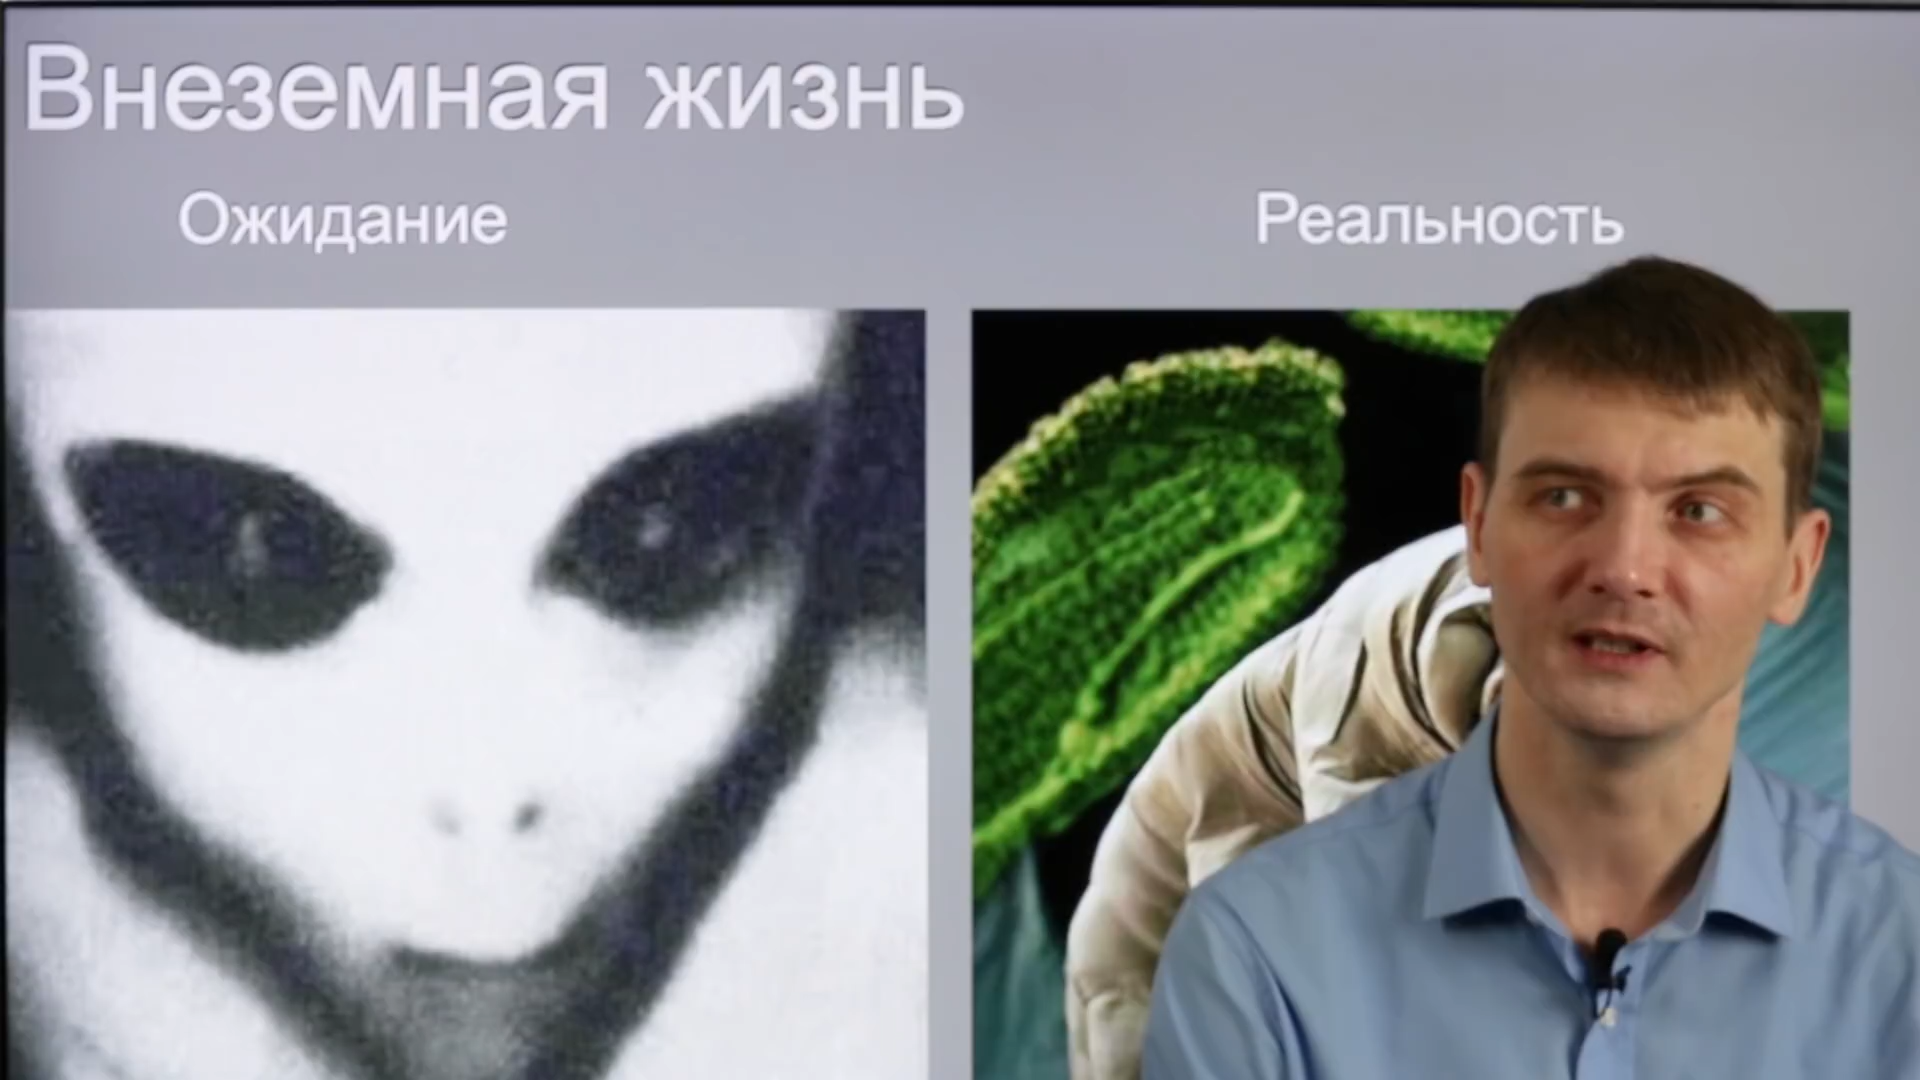 Внеземная жизнь
Ожидание
Реальность